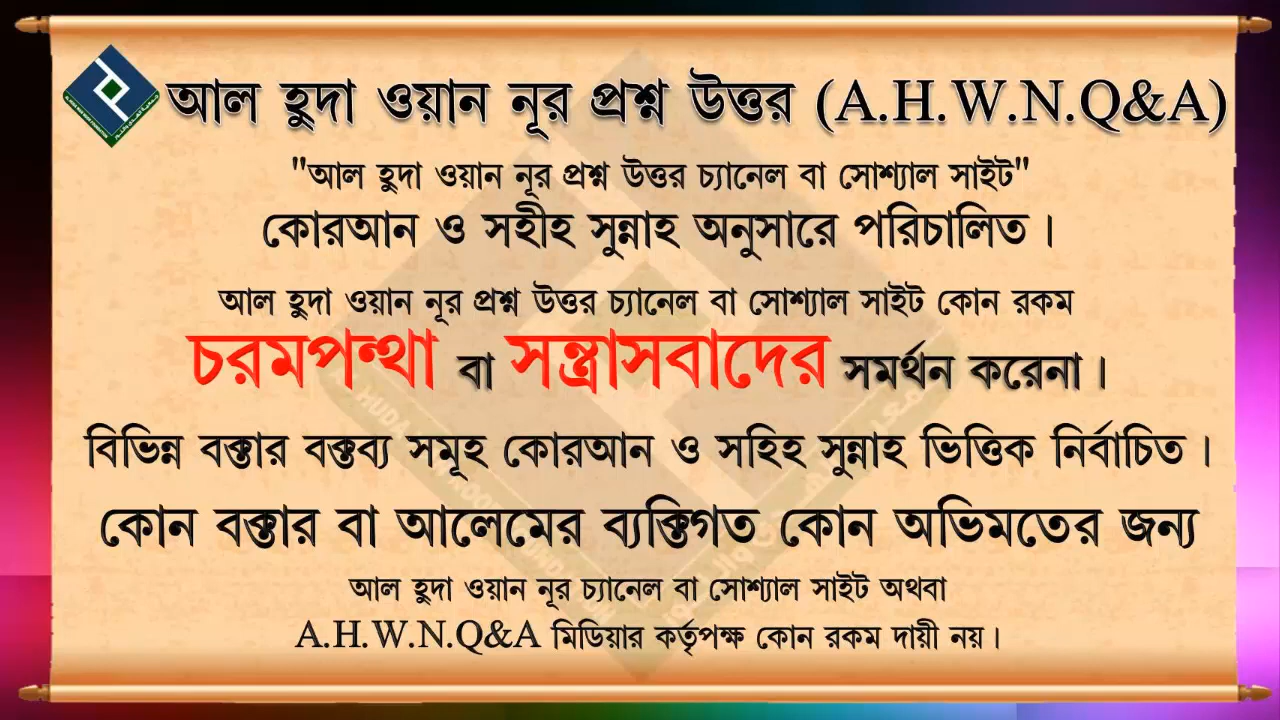 আল হুদা ওয়ান নূর প্রশ্ন উত্তর (A.H.W.N.Q&A)
"আল হুদা ওয়ান নূর প্রশ্ন উত্তর চ্যানেল বা সোশ্যাল সাইট"
কোরআন ও সহীহ সুন্নাহ অনুসারে পরিচালিত।
আল হুদা ওয়ান নূর প্রশ্ন উত্তর চ্যানেল বা সোশ্যাল সাইট কোন রকম
চরমপন্থা বা সন্ত্রাসবাদের সমর্থন করেনা।
বিভিন্ন বক্তার বক্তব্য সমূহ কোরআন ও সহিহ সুন্নাহ ভিত্তিক নির্বাচিত।
কোন বক্তার বা আলেমের ব্যক্তিগত কোন অভিমতের জন্য
আল হুদা ওয়ান নূর চ্যানেল বা সোশ্যাল সাইট অথবা
A.H.W.N.Q&A মিডিয়ার কর্তৃপক্ষ কোন রকম দায়ী নয়।